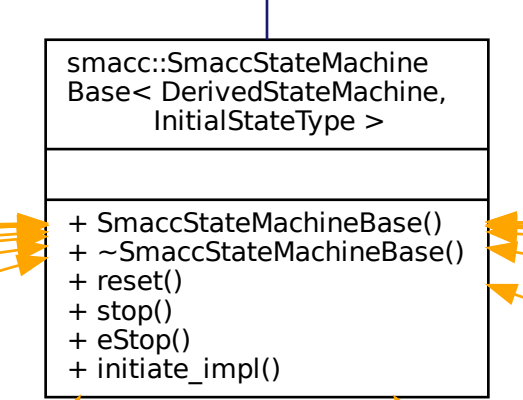 smacc::SmaccStateMachine
Base< DerivedStateMachine,
InitialStateType >
+ SmaccStateMachineBase()
+ ~SmaccStateMachineBase()
+ reset()
+ stop()
+ eStop()
+ initiate_impl()